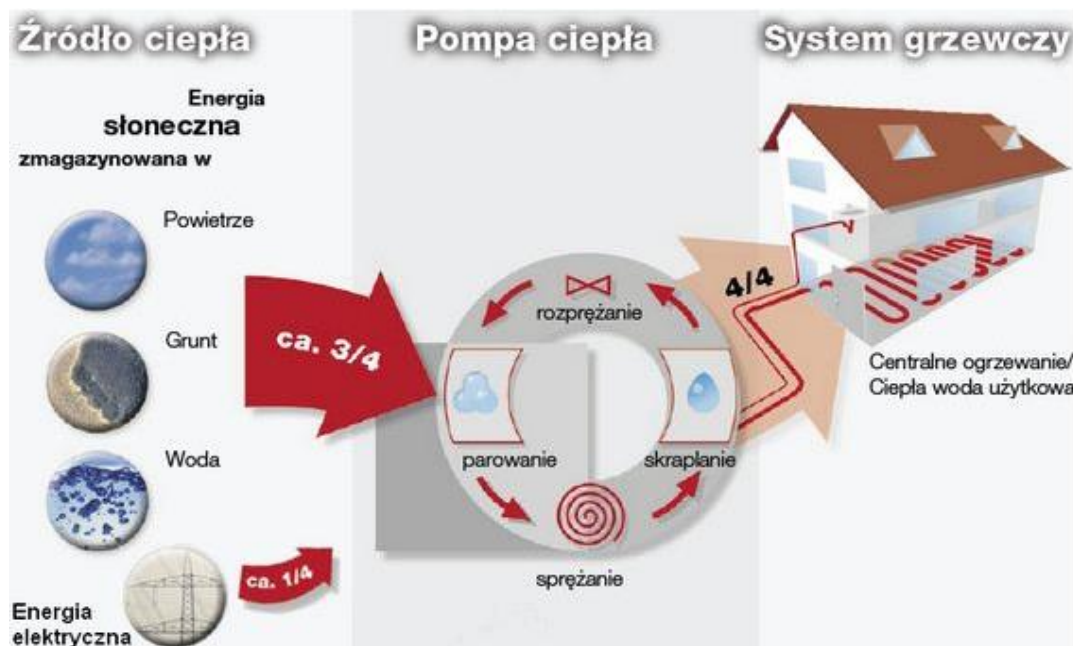 Źródło ciepła
Pompa ciepła
System grzewczy
Energia
słoneczna
zmagazynowana w
Powietrze
Grunt
Woda
Energia
elektryczna
ca. 3/4
ca. 1/4
rozprężanie
parowanie
skraplanie
sprężanie
4/4
Centralne ogrzewanie/
Ciepła woda użytkowa